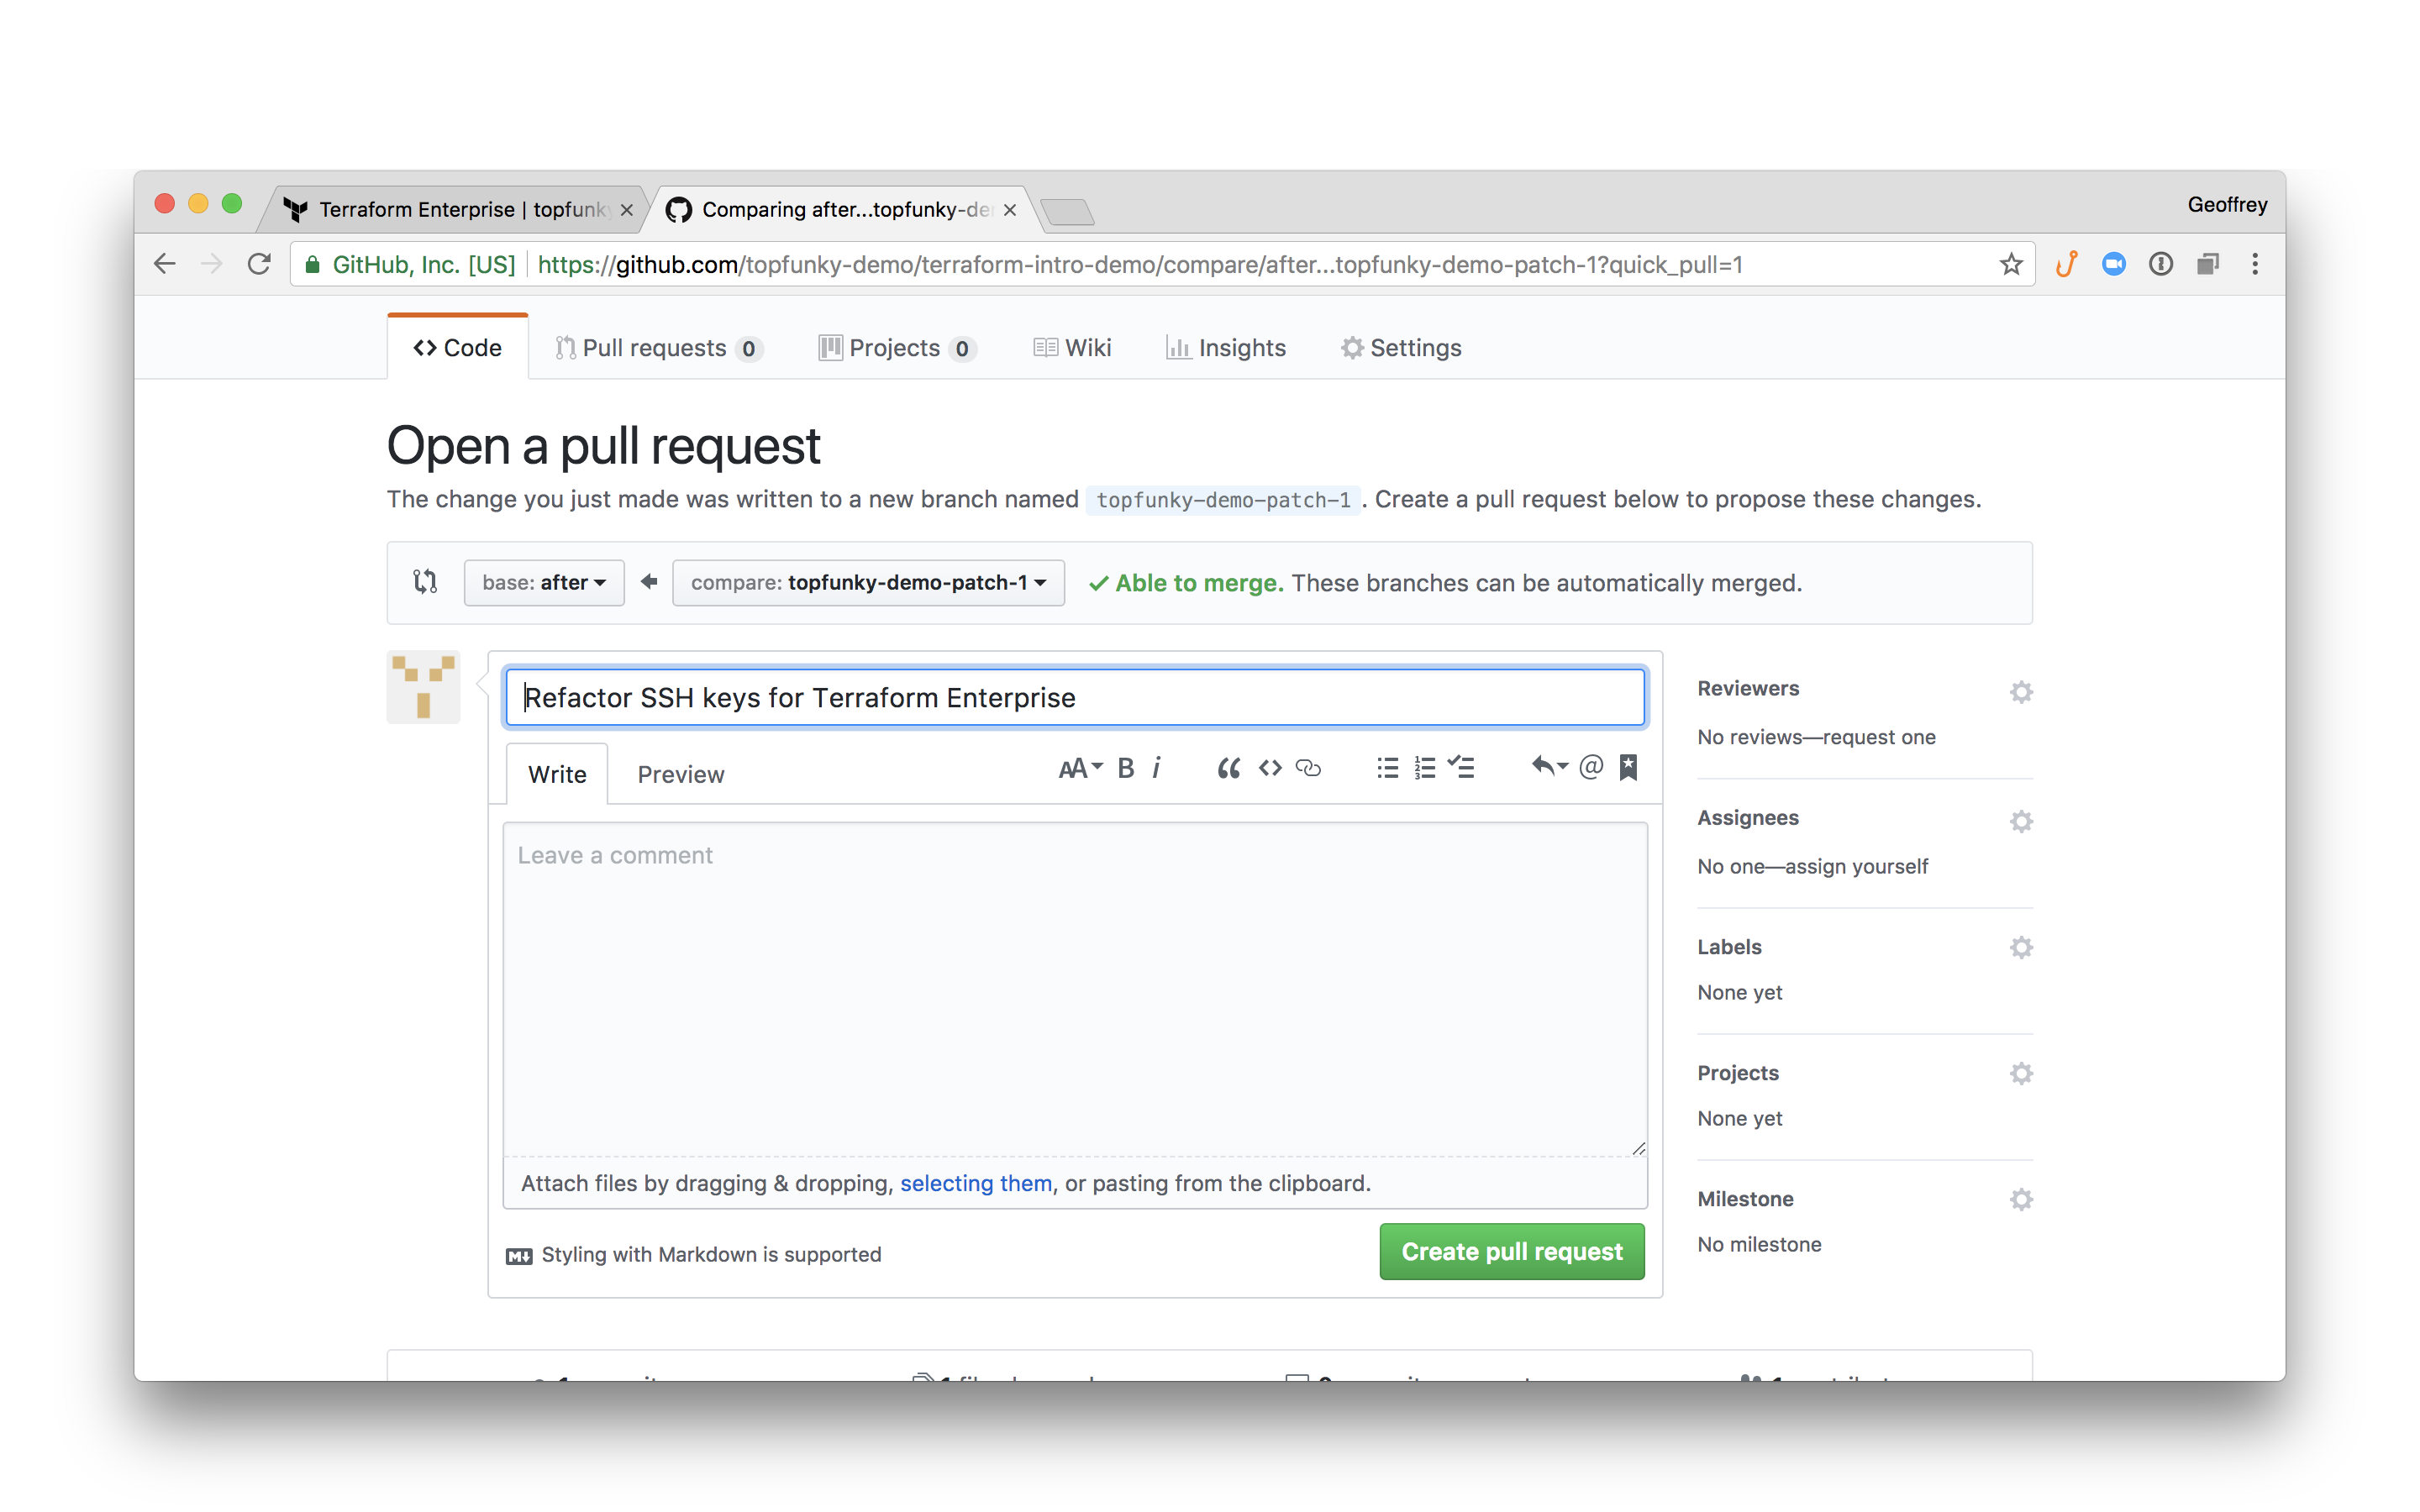 Terraform Enterprise | topfunky
Comparing after...topfunky-de
Geoffrey
GitHub, Inc. [US] https://github.com/topfunky-demo/terraform-intro-demo/compare/after...topfunky-demo-patch-1?quick_pull=1
Code Pull requests 0 Projects 0 Wiki Insights Settings
Open a pull request
The change you just made was written to a new branch named topfunky-demo-patch-1. Create a pull request below to propose these changes.
base: after compare: topfunky-demo-patch-1 Able to merge. These branches can be automatically merged.
Refactor SSH keys for Terraform Enterprise
Write Preview
Leave a comment
Attach files by dragging & dropping, selecting them, or pasting from the clipboard.
Styling with Markdown is supported
Create pull request
Reviewers
No reviews—request one
Assignees
No one—assign yourself
Labels
None yet
Projects
None yet
Milestone
No milestone